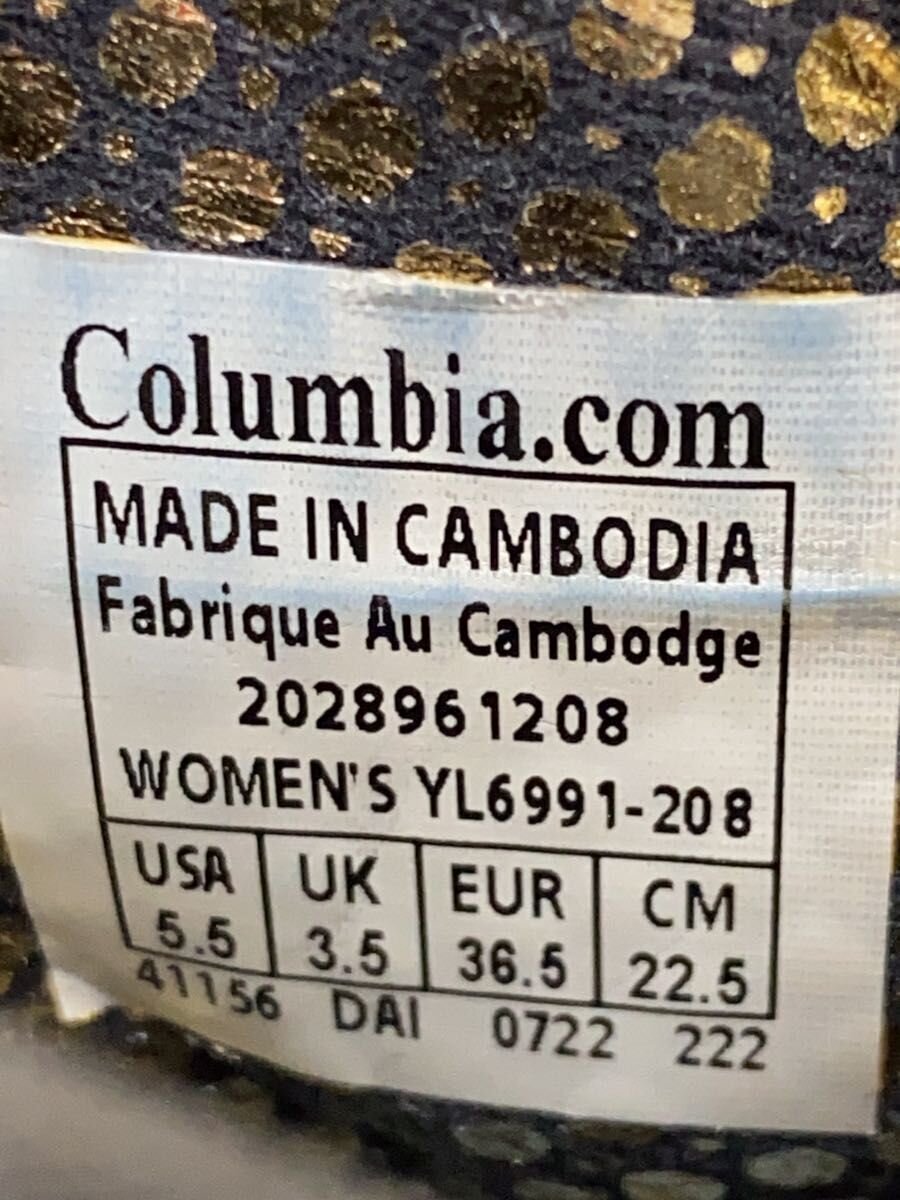 Columbia.com
MADE IN CAMBODIA
Fabrique Au Cambodge
2028961208
WOMEN'S YL6991-208
USA UK EUR CM
5.5 3.5 36.5 22.5
41156 DAI 0722 222